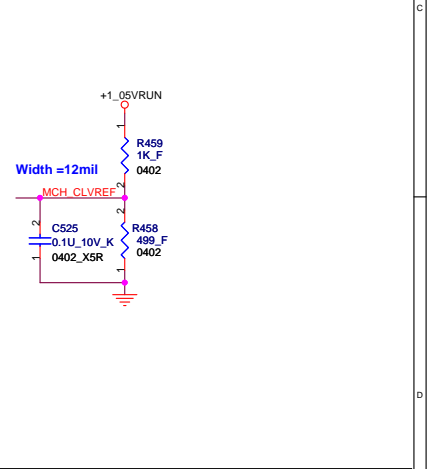 C
+1_05VRUN
1
R459
1K_F
0402
2
Width =12mil
MCH_CLVREF
2
C525
0.1U_10V_K
0402_X5R
1
2
R458
499_F
0402
1
D